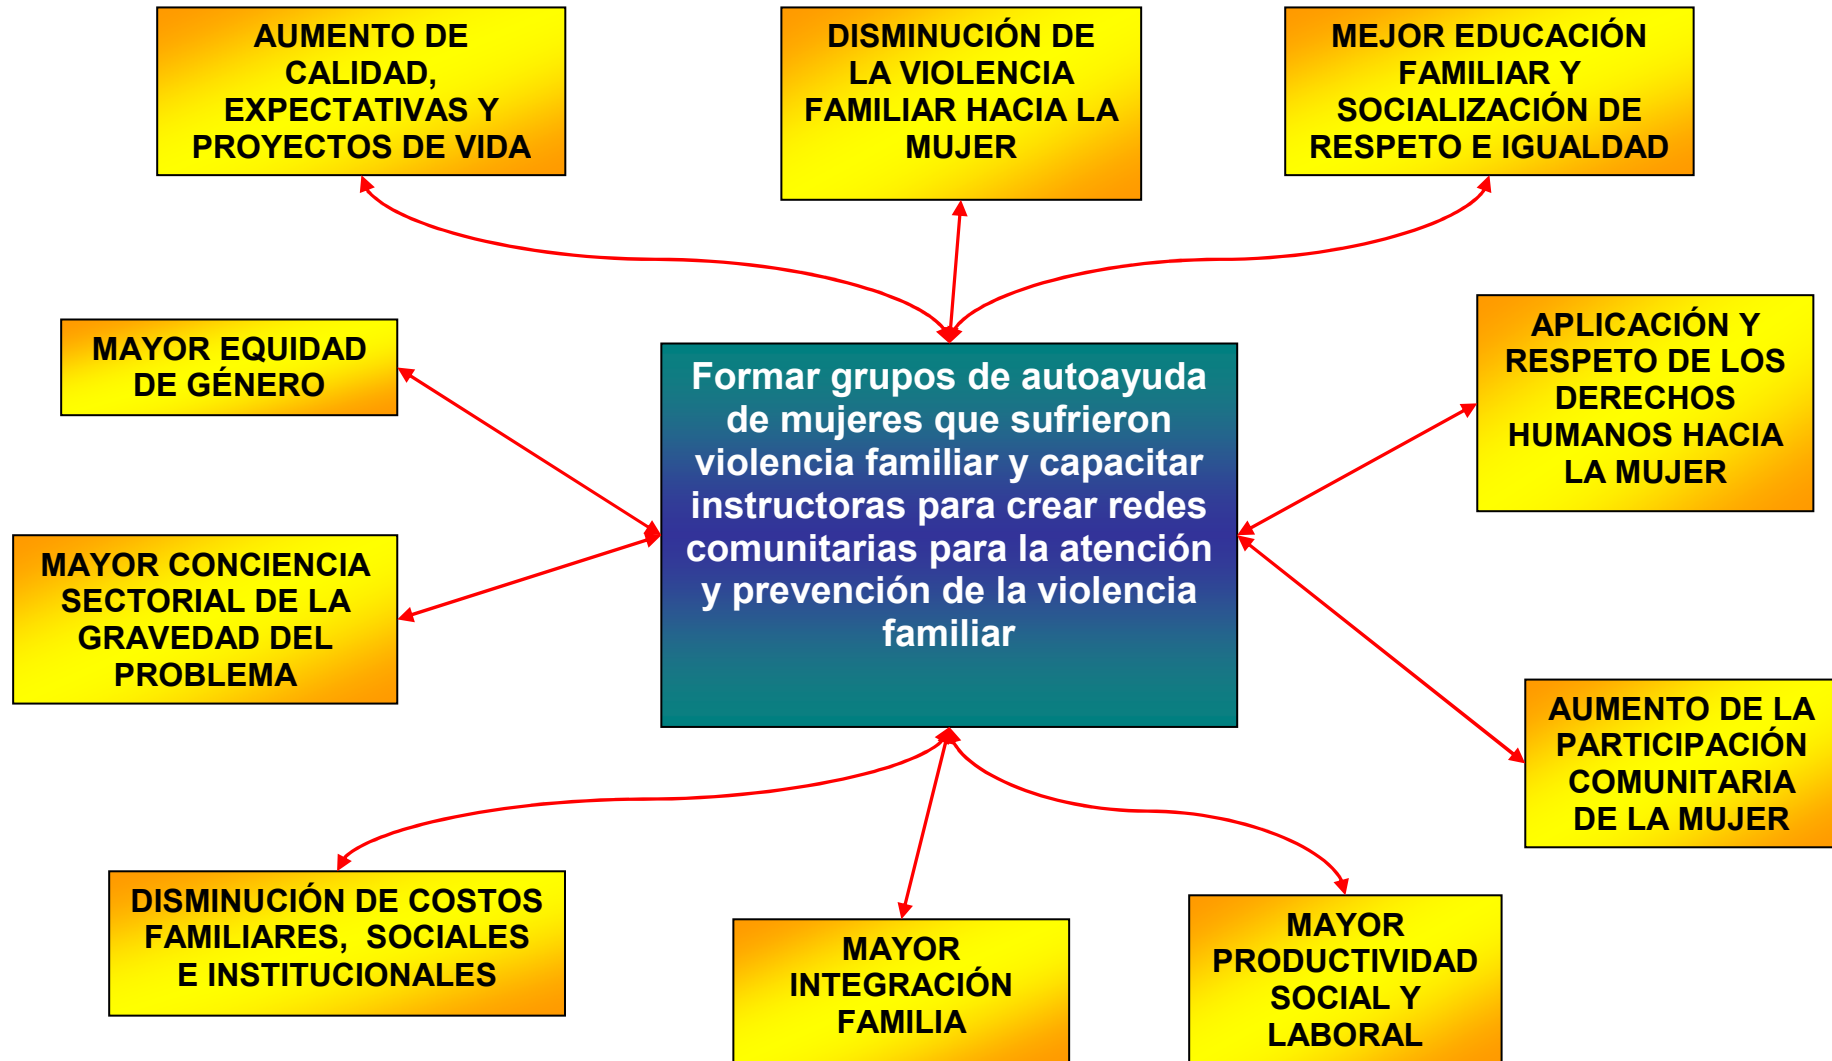 AUMENTO DE
CALIDAD,
EXPECTATIVAS Y
PROYECTOS DE VIDA
DISMINUCIÓN DE
LA VIOLENCIA
FAMILIAR HACIA LA
MUJER
MEJOR EDUCACIÓN
FAMILIAR Y
SOCIALIZACIÓN DE
RESPETO E IGUALDAD
MAYOR EQUIDAD
DE GÉNERO
Formar grupos de autoayuda
de mujeres que sufrieron
violencia familiar y capacitar
instructoras para crear redes
comunitarias para la atención
y prevención de la violencia
familiar
APLICACIÓN Y
RESPETO DE LOS
DERECHOS
HUMANOS HACIA
LA MUJER
MAYOR CONCIENCIA
SECTORIAL DE LA
GRAVEDAD DEL
PROBLEMA
AUMENTO DE LA
PARTICIPACIÓN
COMUNITARIA
DE LA MUJER
DISMINUCIÓN DE COSTOS
FAMILIARES,  SOCIALES
E INSTITUCIONALES
MAYOR
INTEGRACIÓN
FAMILIA
MAYOR
PRODUCTIVIDAD
SOCIAL Y
LABORAL